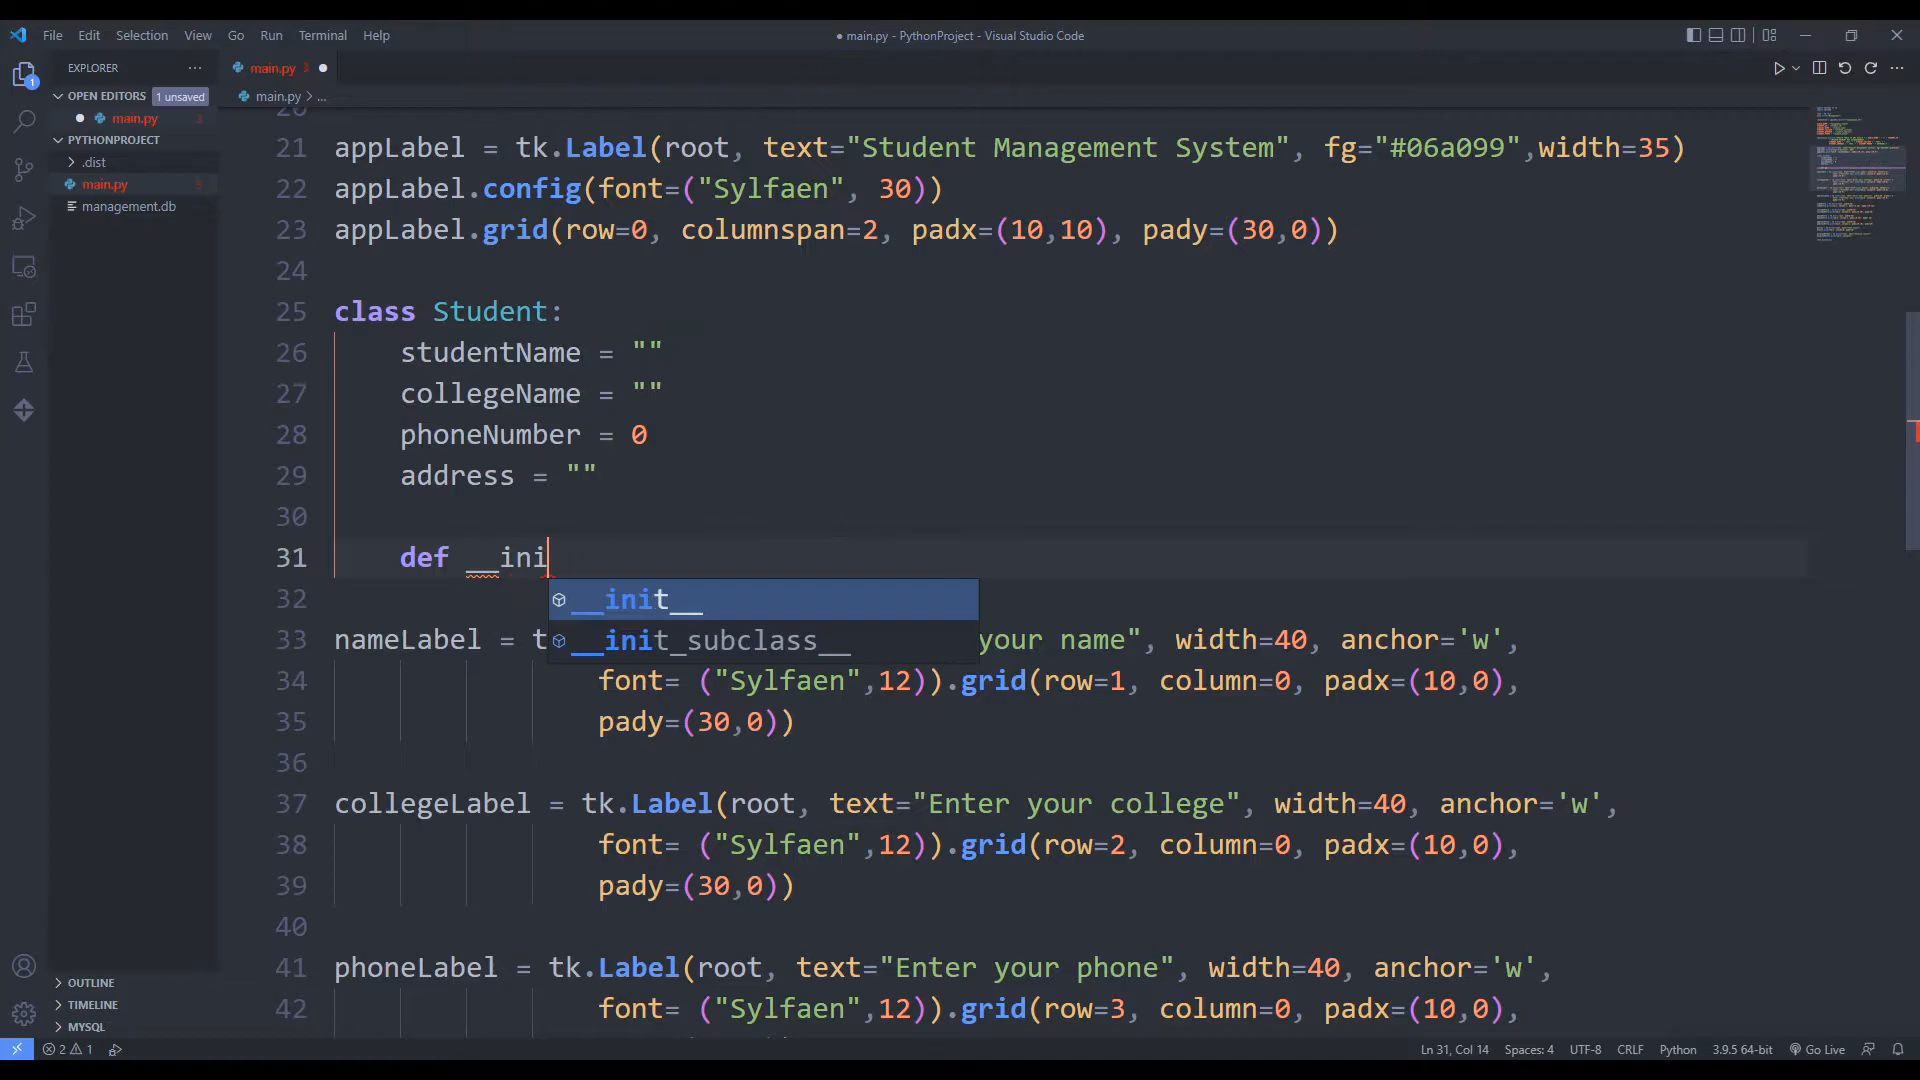 File Edit Selection View Go Run Terminal Help
● main.py - PythonProject - Visual Studio Code
EXPLORER ...
main.py 3 ●
OPEN EDITORS 1 unsaved
● main.py 3
main.py > ...
PYTHONPROJECT
.dist
main.py
management.db
21 appLabel = tk.Label(root, text="Student Management System", fg="#06a099",width=35)
22 appLabel.config(font=("Sylfaen", 30))
23 appLabel.grid(row=0, columnspan=2, padx=(10,10), pady=(30,0))
24
25 class Student:
26 studentName = ""
27 collegeName = ""
28 phoneNumber = 0
29 address = ""
30
31 def __ini
__init__
__init_subclass__
32
33 nameLabel = t your name", width=40, anchor='w',
34 font= ("Sylfaen",12)).grid(row=1, column=0, padx=(10,0),
35 pady=(30,0))
36
37 collegeLabel = tk.Label(root, text="Enter your college", width=40, anchor='w',
38 font= ("Sylfaen",12)).grid(row=2, column=0, padx=(10,0),
39 pady=(30,0))
40
41 phoneLabel = tk.Label(root, text="Enter your phone", width=40, anchor='w',
42 font= ("Sylfaen",12)).grid(row=3, column=0, padx=(10,0),
OUTLINE
TIMELINE
MYSQL
2 1
Ln 31, Col 14 Spaces: 4 UTF-8 CRLF Python 3.9.5 64-bit Go Live